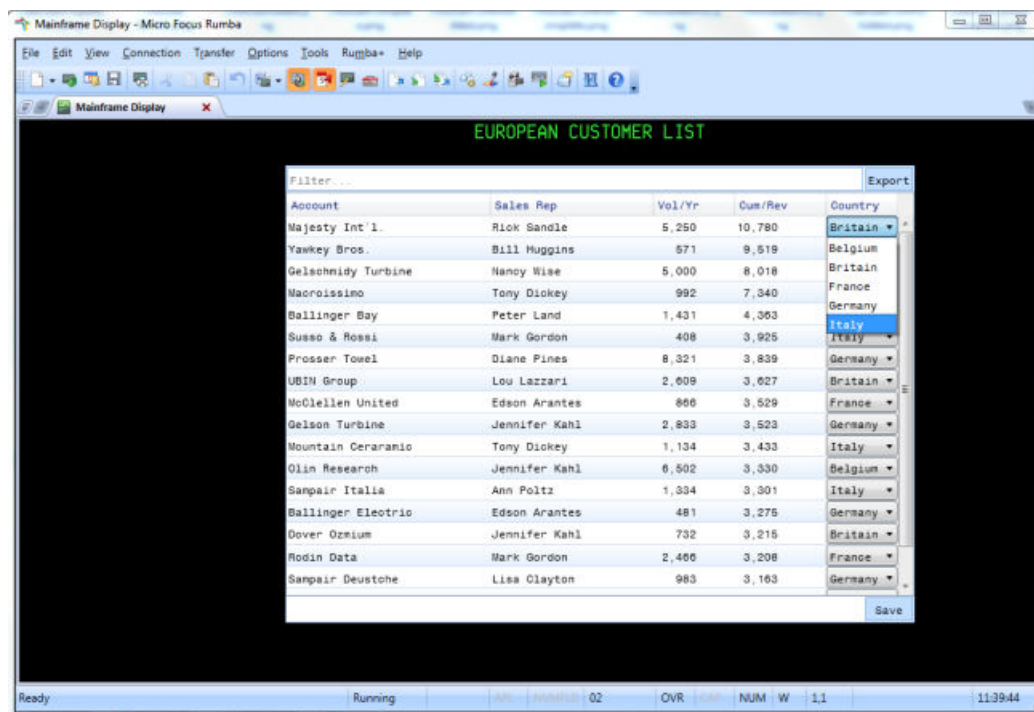 Mainframe Display - Micro Focus Rumba
File Edit View Connection Transfer Options Tools Rumba+ Help
Mainframe Display
EUROPEAN CUSTOMER LIST
Filter... Export
Account Sales Rep Vol/Yr Cum/Rev Country
Majesty Int'l. Rick Sandle 5,250 10,780 Britain
Yawkey Bros. Bill Huggins 571 9,519 Belgium
Britain
Gelschmidy Turbine Nancy Wise 5,000 8,018
France
Macroissimo Tony Dickey 992 7,340
Germany
Ballinger Bay Peter Land 1,431 4,363
Italy
Susso & Rossi Mark Gordon 408 3,925 Italy
Prosser Towel Diane Pines 8,321 3,839 Germany
UBIN Group Lou Lazzari 2,609 3,627 Britain
McClellen United Edson Arantes 866 3,529 France
Gelson Turbine Jennifer Kahl 2,833 3,523 Germany
Mountain Ceraramic Tony Dickey 1,134 3,433 Italy
Olin Research Jennifer Kahl 6,502 3,330 Belgium
Sampair Italia Ann Poltz 1,334 3,301 Italy
Ballinger Electric Edson Arantes 481 3,275 Germany
Dover Ozmium Jennifer Kahl 732 3,215 Britain
Rodin Data Mark Gordon 2,466 3,208 France
Sampair Deustche Lisa Clayton 983 3,163 Germany
Save
Ready Running APL NUMFLD 02 OVR CAP NUM W 1,1 11:39:44